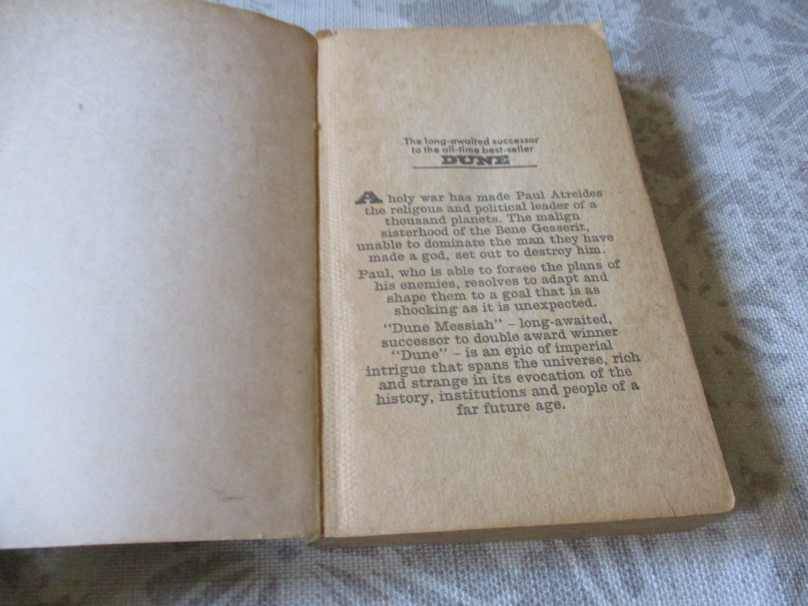 The long-awaited successor
to the all-time best-seller
DUNE
A holy war has made Paul Atreides
the religous and political leader of a
thousand planets. The malign
sisterhood of the Bene Gesserit,
unable to dominate the man they have
made a god, set out to destroy him.
Paul, who is able to forsee the plans of
his enemies, resolves to adapt and
shape them to a goal that is as
shocking as it is unexpected.
"Dune Messiah" – long-awaited,
successor to double award winner
"Dune" – is an epic of imperial
intrigue that spans the universe, rich
and strange in its evocation of the
history, institutions and people of a
far future age.